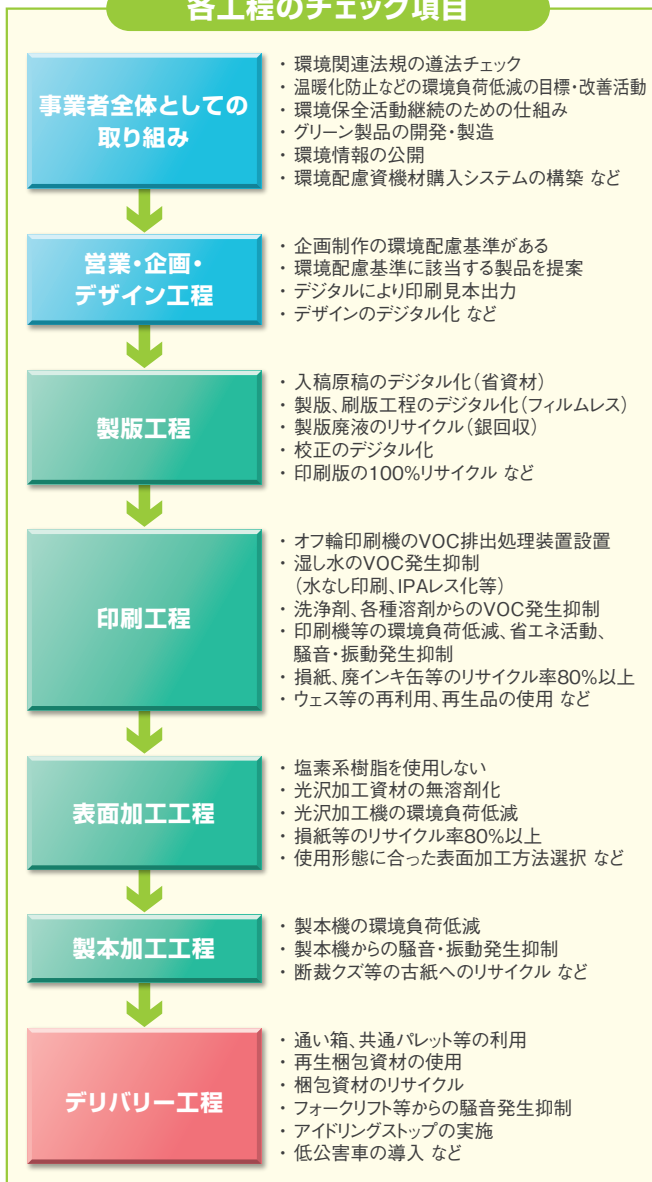 各工程のチェック項目
事業者全体としての
取り組み
・ 環境関連法規の遵法チェック
・ 温暖化防止などの環境負荷低減の目標・改善活動
・ 環境保全活動継続のための仕組み
・ グリーン製品の開発・製造
・ 環境情報の公開
・ 環境配慮資機材購入システムの構築 など
営業・企画・
デザイン工程
・ 企画制作の環境配慮基準がある
・ 環境配慮基準に該当する製品を提案
・ デジタルにより印刷見本出力
・ デザインのデジタル化 など
製版工程
・ 入稿原稿のデジタル化（省資材）
・ 製版、刷版工程のデジタル化（フィルムレス）
・ 製版廃液のリサイクル（銀回収）
・ 校正のデジタル化
・ 印刷版の100%リサイクル など
印刷工程
・ オフ輪印刷機のVOC排出処理装置設置
・ 湿し水のVOC発生抑制
（水なし印刷、IPAレス化等）
・ 洗浄剤、各種溶剤からのVOC発生抑制
・ 印刷機等の環境負荷低減、省エネ活動、
騒音・振動発生抑制
・ 損紙、廃インキ缶等のリサイクル率80%以上
・ ウェス等の再利用、再生品の使用 など
表面加工工程
・ 塩素系樹脂を使用しない
・ 光沢加工資材の無溶剤化
・ 光沢加工機の環境負荷低減
・ 損紙等のリサイクル率80%以上
・ 使用形態に合った表面加工方法選択 など
製本加工工程
・ 製本機の環境負荷低減
・ 製本機からの騒音・振動発生抑制
・ 断裁クズ等の古紙へのリサイクル など
デリバリー工程
・ 通い箱、共通パレット等の利用
・ 再生梱包資材の使用
・ 梱包資材のリサイクル
・ フォークリフト等からの騒音発生抑制
・ アイドリングストップの実施
・ 低公害車の導入 など